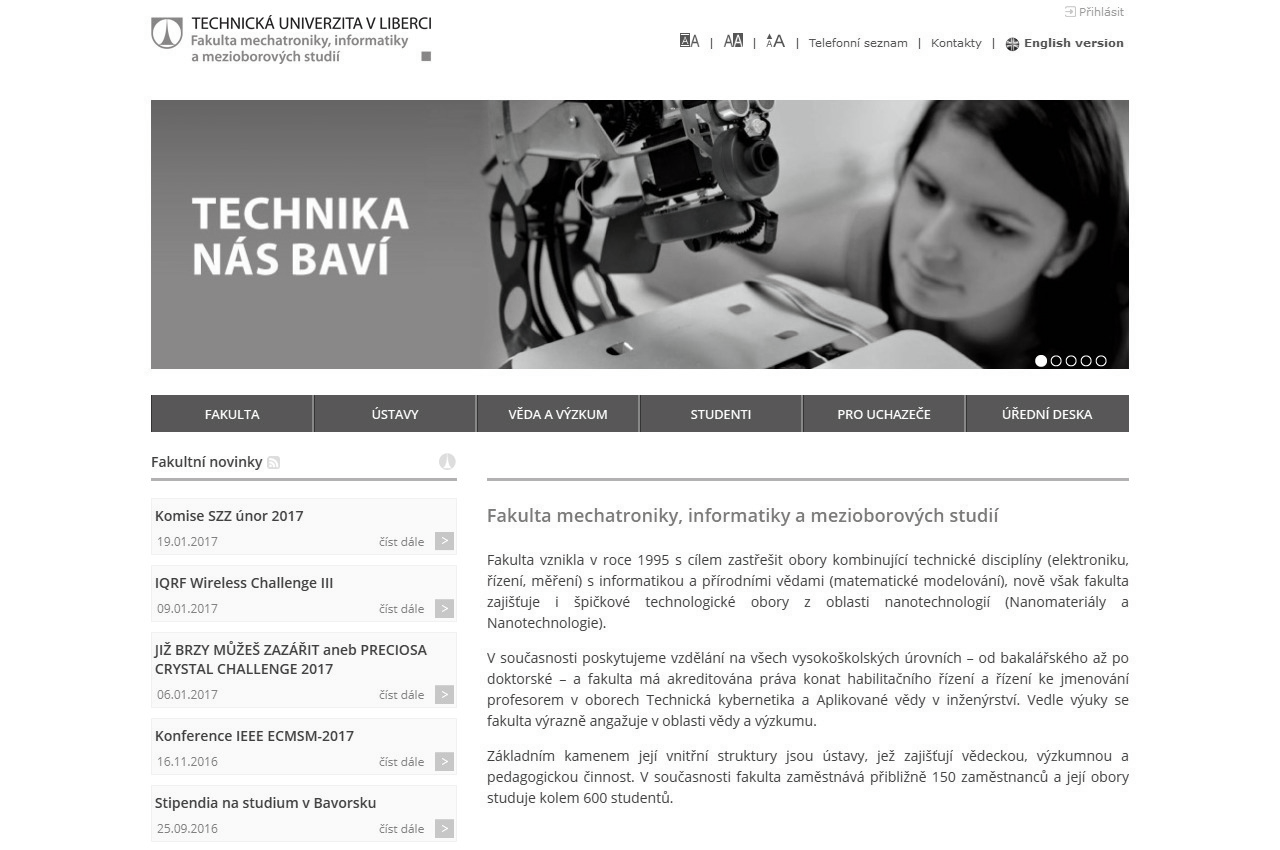 TECHNICKÁ UNIVERZITA V LIBERCI
Fakulta mechatroniky, informatiky
a mezioborových studií
Přihlásit
A A | A A | A A | Telefonní seznam | Kontakty | English version
TECHNIKA
NÁS BAVÍ
FAKULTA
ÚSTAVY
VĚDA A VÝZKUM
STUDENTI
PRO UCHAZEČE
ÚŘEDNÍ DESKA
Fakultní novinky
Komise SZZ únor 2017
19.01.2017 číst dále >
IQRF Wireless Challenge III
09.01.2017 číst dále >
JIŽ BRZY MŮŽEŠ ZAZÁŘIT aneb PRECIOSA
CRYSTAL CHALLENGE 2017
06.01.2017 číst dále >
Konference IEEE ECMSM-2017
16.11.2016 číst dále >
Stipendia na studium v Bavorsku
25.09.2016 číst dále >
Fakulta mechatroniky, informatiky a mezioborových studií
Fakulta vznikla v roce 1995 s cílem zastřešit obory kombinující technické disciplíny (elektroniku,
řízení, měření) s informatikou a přírodními vědami (matematické modelování), nově však fakulta
zajišťuje i špičkové technologické obory z oblasti nanotechnologií (Nanomateriály a
Nanotechnologie).
V současnosti poskytujeme vzdělání na všech vysokoškolských úrovních – od bakalářského až po
doktorské – a fakulta má akreditována práva konat habilitačního řízení a řízení ke jmenování
profesorem v oborech Technická kybernetika a Aplikované vědy v inženýrství. Vedle výuky se
fakulta výrazně angažuje v oblasti vědy a výzkumu.
Základním kamenem její vnitřní struktury jsou ústavy, jež zajišťují vědeckou, výzkumnou a
pedagogickou činnost. V současnosti fakulta zaměstnává přibližně 150 zaměstnanců a její obory
studuje kolem 600 studentů.